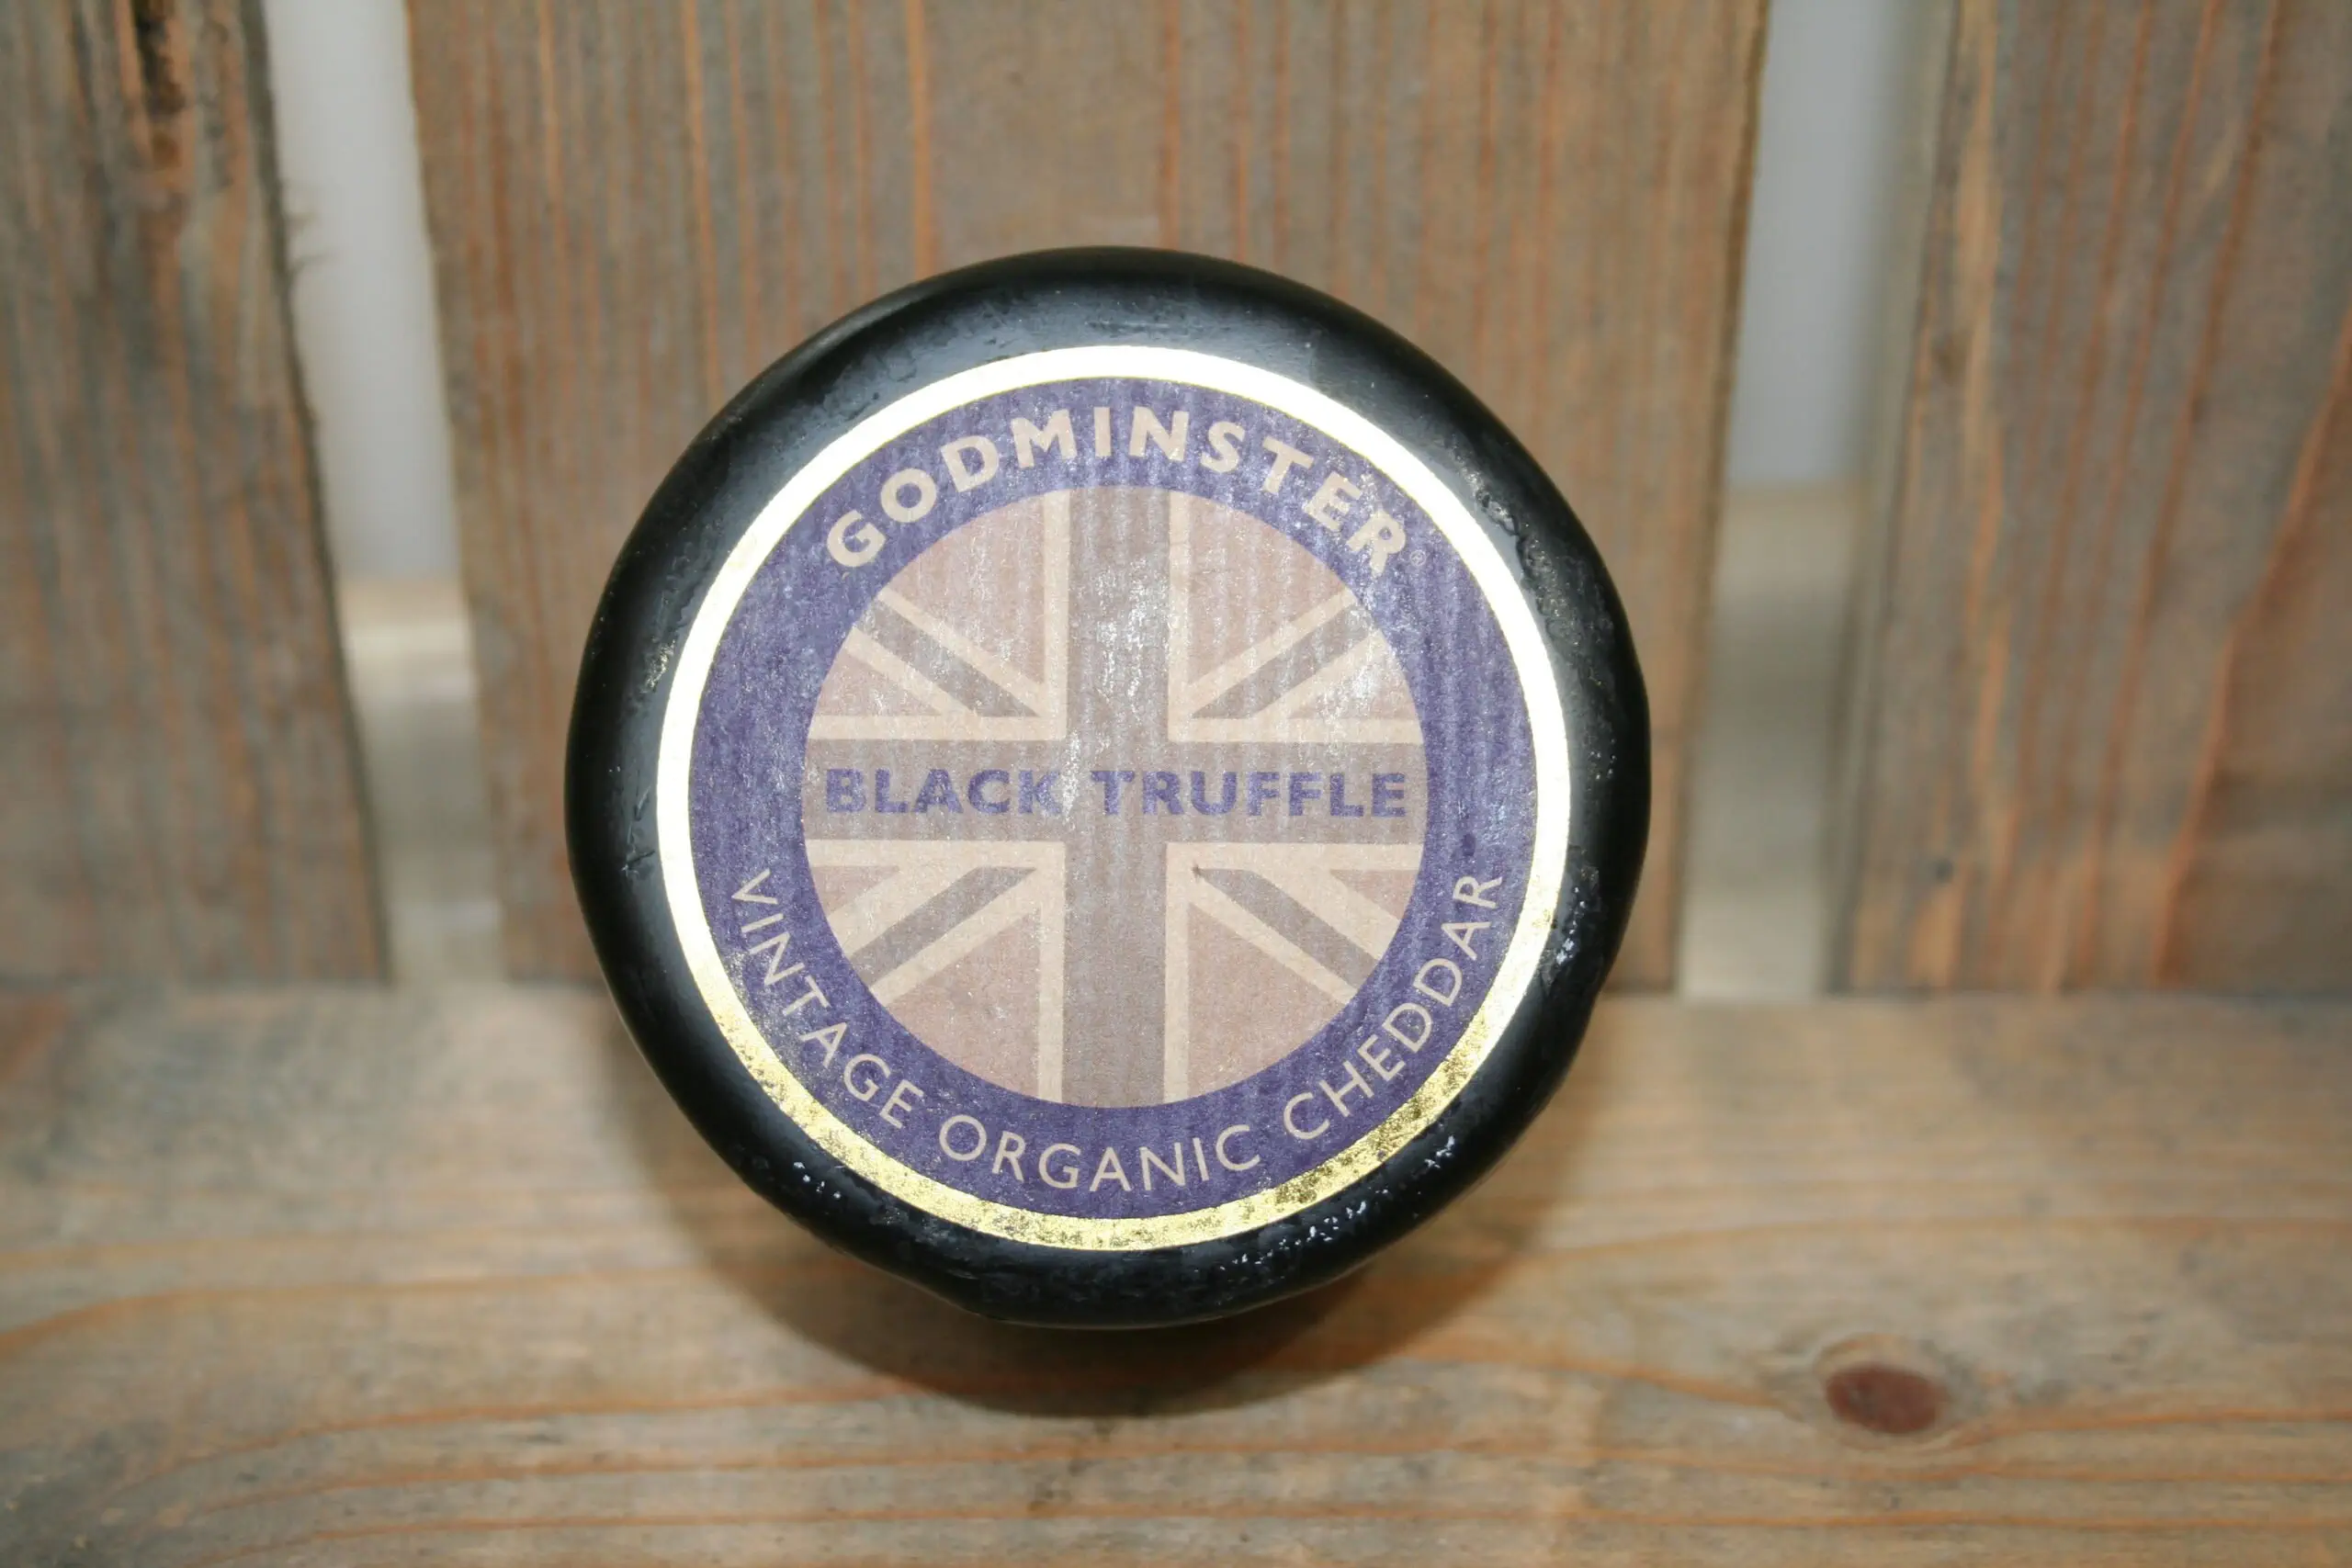 GODMINSTER®
BLACK TRUFFLE
VINTAGE ORGANIC CHEDDAR